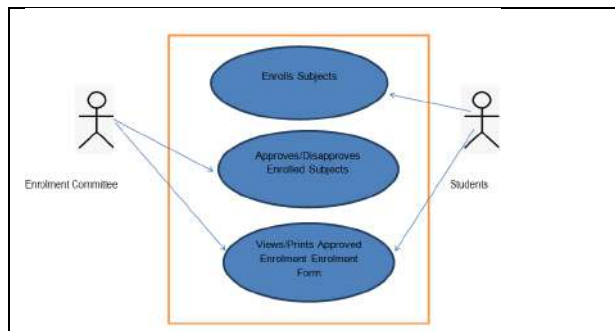 Enrolls Subjects
Approves/Disapproves
Enrolled Subjects
Enrolment Committee
Students
Views/Prints Approved
Enrolment Enrolment
Form